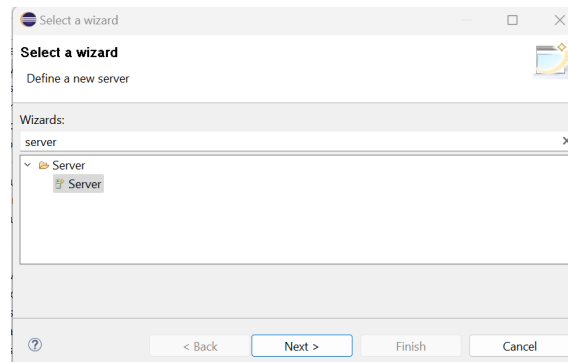 Select a wizard
Select a wizard
Define a new server
Wizards:
server
Server
Server
< Back
Next >
Finish
Cancel